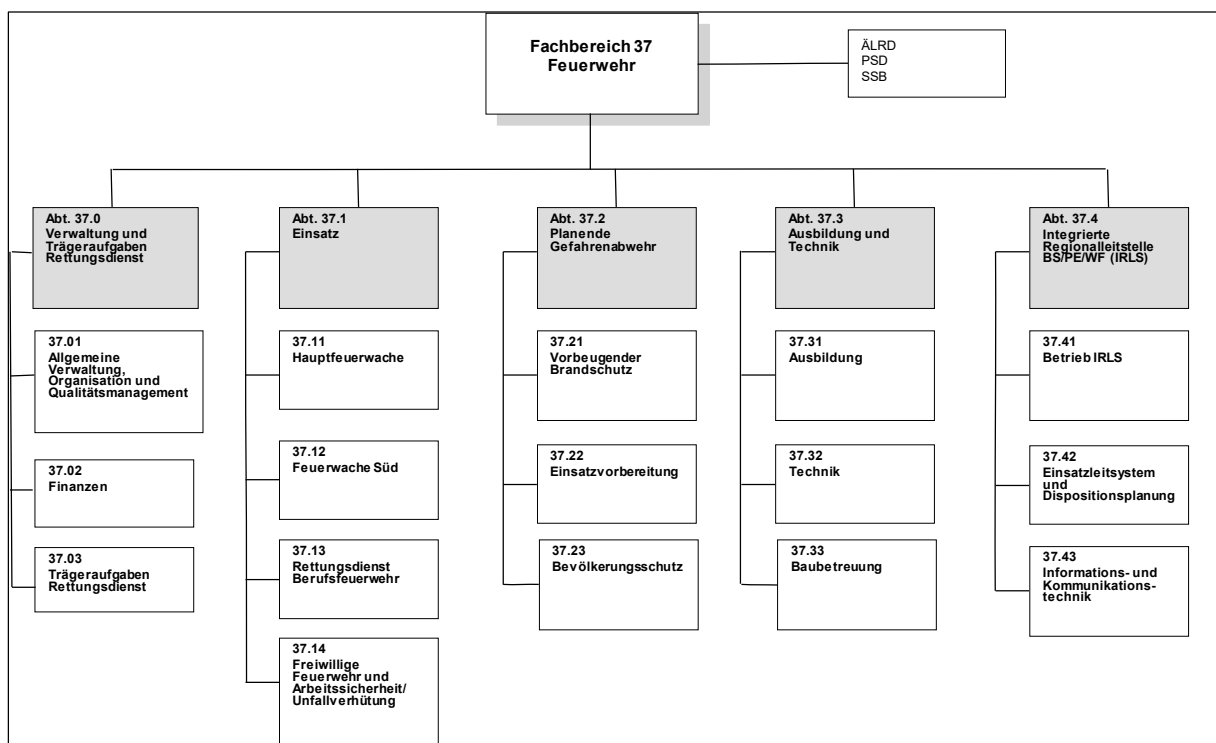 Fachbereich 37
Feuerwehr
ÄLRD
PSD
SSB
Abt. 37.0
Verwaltung und
Trägeraufgaben
Rettungsdienst
37.01
Allgemeine
Verwaltung,
Organisation und
Qualitätsmanagement
37.02
Finanzen
37.03
Trägeraufgaben
Rettungsdienst
Abt. 37.1
Einsatz
37.11
Hauptfeuerwache
37.12
Feuerwache Süd
37.13
Rettungsdienst
Berufsfeuerwehr
37.14
Freiwillige
Feuerwehr und
Arbeitssicherheit/
Unfallverhütung
Abt. 37.2
Planende
Gefahrenabwehr
37.21
Vorbeugender
Brandschutz
37.22
Einsatzvorbereitung
37.23
Bevölkerungsschutz
Abt. 37.3
Ausbildung und
Technik
37.31
Ausbildung
37.32
Technik
37.33
Baubetreuung
Abt. 37.4
Integrierte
Regionalleitstelle
BS/PE/WF (IRLS)
37.41
Betrieb IRLS
37.42
Einsatzleitsystem
und
Dispositionsplanung
37.43
Informations- und
Kommunikations-
technik